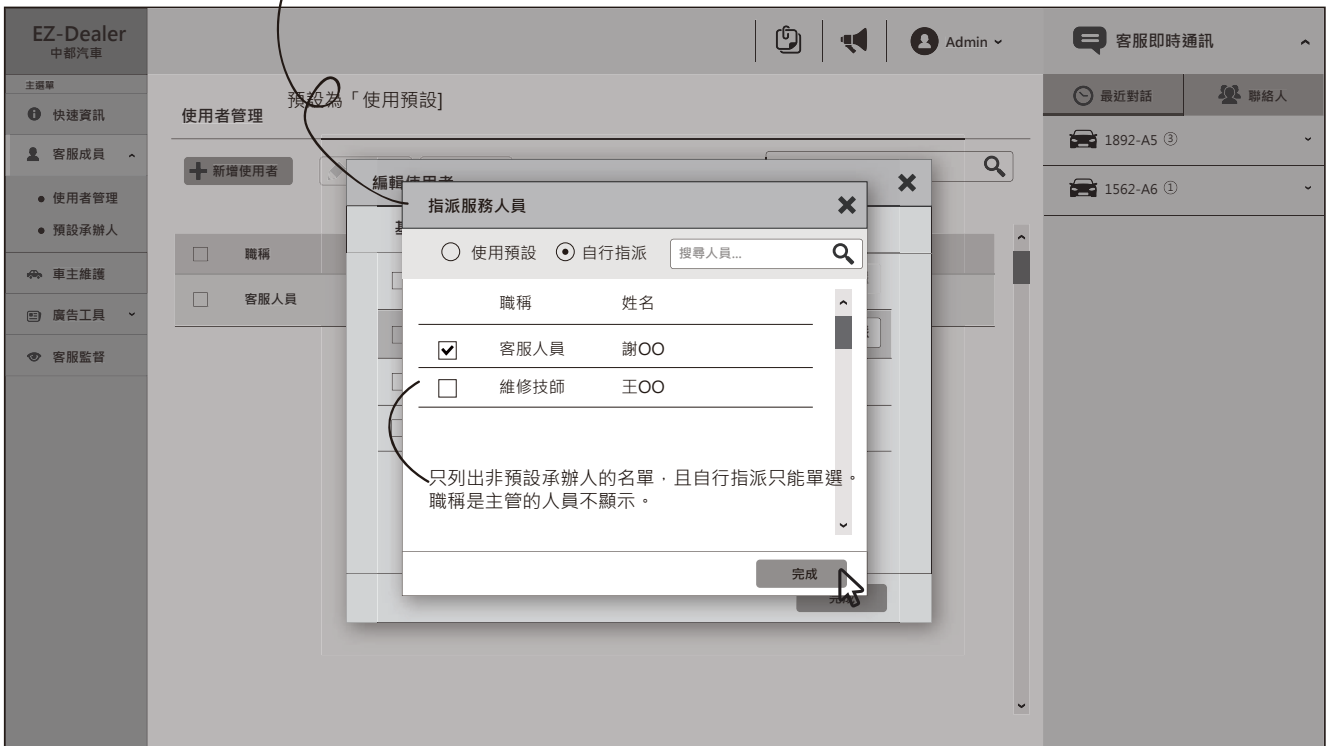 EZ-Dealer
中都汽車
Admin
客服即時通訊
主選單
快速資訊
客服成員
使用者管理
預設承辦人
車主維護
廣告工具
客服監督
使用者管理
預設為「使用預設]
新增使用者
職稱
客服人員
編輯使用者
指派服務人員
使用預設
自行指派
搜尋人員...
職稱 姓名
客服人員 謝OO
維修技師 王OO
只列出非預設承辦人的名單,且自行指派只能單選。
職稱是主管的人員不顯示。
完成
完成
最近對話
聯絡人
1892-A5 ③
1562-A6 ①